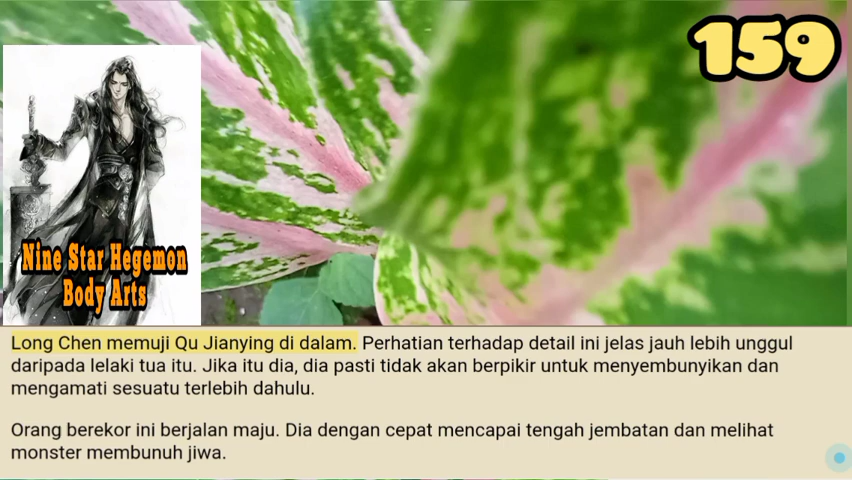 159
Nine Star Hegemon
Body Arts
Long Chen memuji Qu Jianying di dalam. Perhatian terhadap detail ini jelas jauh lebih unggul
daripada lelaki tua itu. Jika itu dia, dia pasti tidak akan berpikir untuk menyembunyikan dan
mengamati sesuatu terlebih dahulu.
Orang berekor ini berjalan maju. Dia dengan cepat mencapai tengah jembatan dan melihat
monster membunuh jiwa.